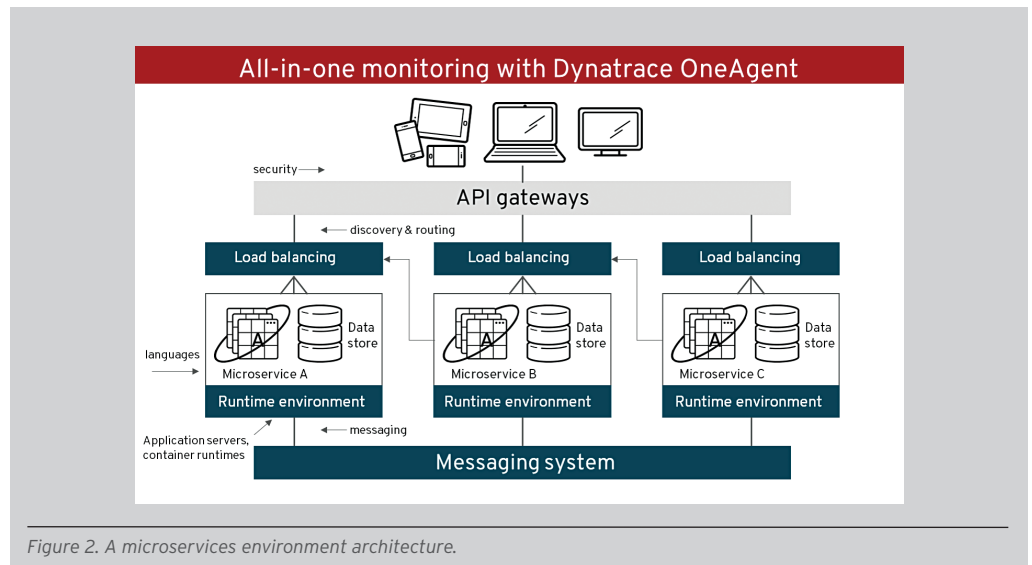 All-in-one monitoring with Dynatrace OneAgent
security
API gateways
discovery & routing
Load balancing
Load balancing
Load balancing
A
Data
store
Microservice A
A
Data
store
Microservice B
A
Data
store
Microservice C
languages
Runtime environment
Runtime environment
Runtime environment
messaging
Application servers,
container runtimes
Messaging system
Figure 2. A microservices environment architecture.